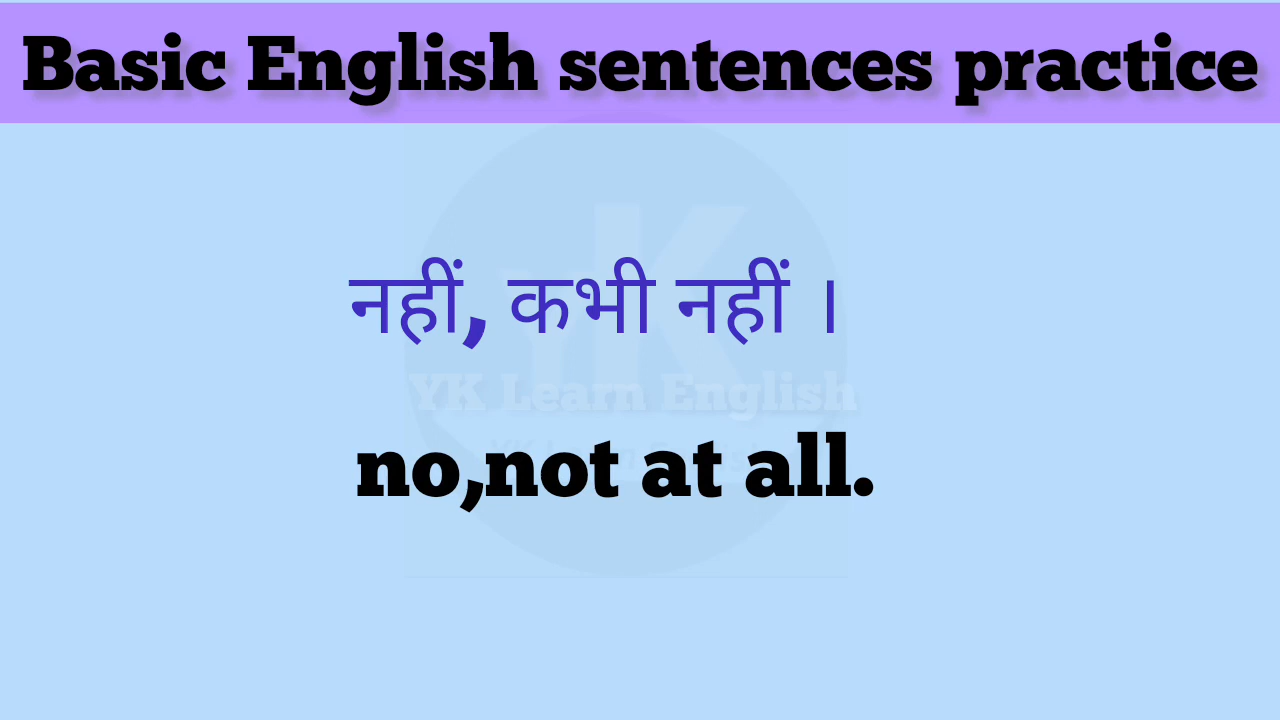 Basic English sentences practice
नहीं, कभी नहीं ।
YK Learn English
no,not at all.